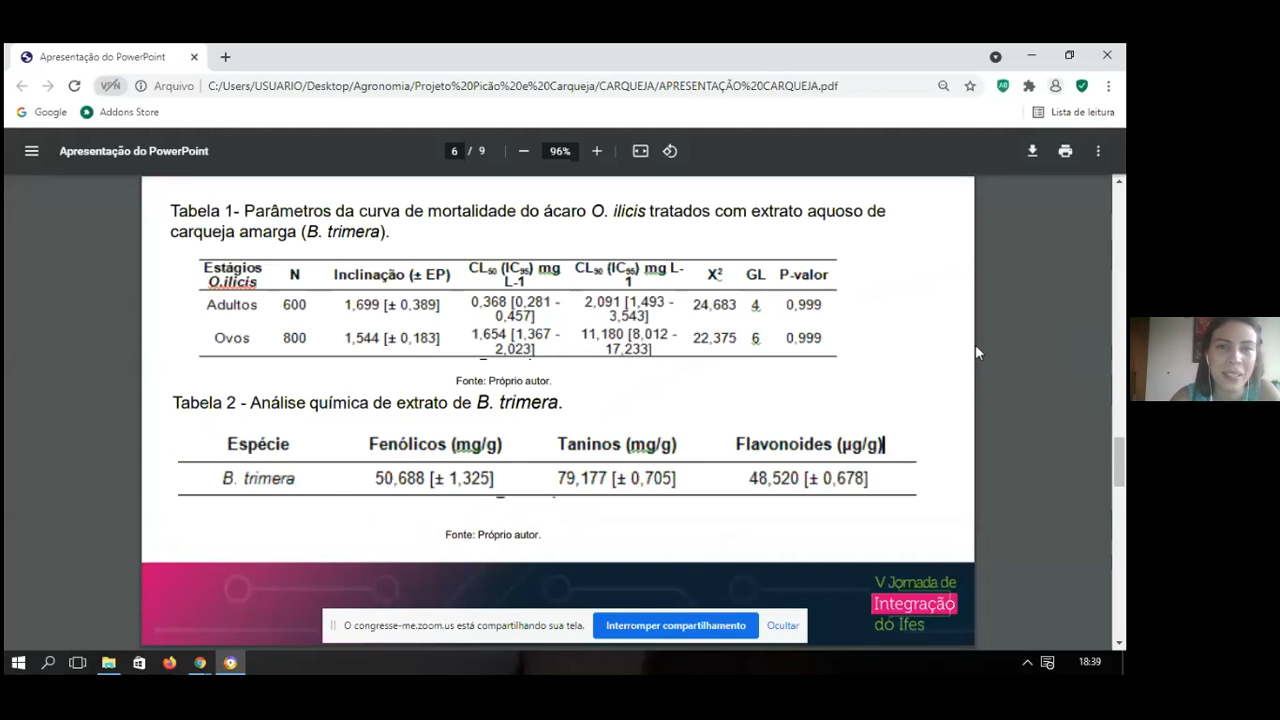 Apresentação do PowerPoint
Arquivo C:/Users/USUARIO/Desktop/Agronomia/Projeto%20Picão%20e%20Carqueja/CARQUEJA/APRESENTAÇÃO%20CARQUEJA.pdf
Google Addons Store Lista de leitura
Apresentação do PowerPoint 6 / 9 96%
Tabela 1- Parâmetros da curva de mortalidade do ácaro O. ilicis tratados com extrato aquoso de
carqueja amarga (B. trimera).
Estágios O.ilicis N Inclinação (± EP) CL50 (IC95) mg L-1 CL90 (IC95) mg L-1 X² GL P-valor
Adultos 600 1,699 [± 0,389] 0,368 [0,281 - 0,457] 2,091 [1,493 - 3,543] 24,683 4 0,999
Ovos 800 1,544 [± 0,183] 1,654 [1,367 - 2,023] 11,180 [8,012 - 17,233] 22,375 6 0,999
Fonte: Próprio autor.
Tabela 2 - Análise química de extrato de B. trimera.
Espécie Fenólicos (mg/g) Taninos (mg/g) Flavonoides (µg/g)
B. trimera 50,688 [± 1,325] 79,177 [± 0,705] 48,520 [± 0,678]
Fonte: Próprio autor.
V Jornada de
Integração
do Ifes
O congresse-me.zoom.us está compartilhando sua tela. Interromper compartilhamento Ocultar
18:39